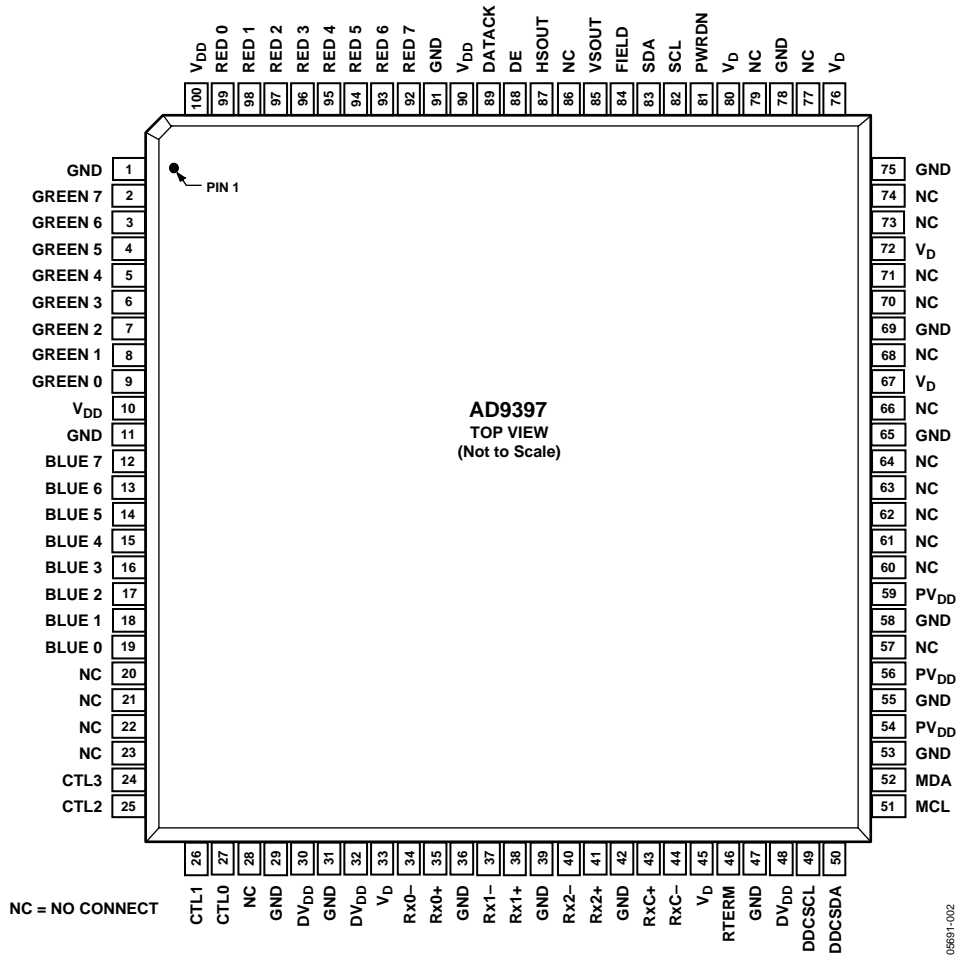 VDD RED 0 RED 1 RED 2 RED 3 RED 4 RED 5 RED 6 RED 7 GND VDD DATACK DE HSOUT NC VSOUT FIELD SDA SCL PWRDN VD NC GND NC VD
100 99 98 97 96 95 94 93 92 91 90 89 88 87 86 85 84 83 82 81 80 79 78 77 76
PIN 1
GND 1
GREEN 7 2
GREEN 6 3
GREEN 5 4
GREEN 4 5
GREEN 3 6
GREEN 2 7
GREEN 1 8
GREEN 0 9
VDD 10
GND 11
BLUE 7 12
BLUE 6 13
BLUE 5 14
BLUE 4 15
BLUE 3 16
BLUE 2 17
BLUE 1 18
BLUE 0 19
NC 20
NC 21
NC 22
NC 23
CTL3 24
CTL2 25
AD9397
TOP VIEW
(Not to Scale)
75 GND
74 NC
73 NC
72 VD
71 NC
70 NC
69 GND
68 NC
67 VD
66 NC
65 GND
64 NC
63 NC
62 NC
61 NC
60 NC
59 PVDD
58 GND
57 NC
56 PVDD
55 GND
54 PVDD
53 GND
52 MDA
51 MCL
26 27 28 29 30 31 32 33 34 35 36 37 38 39 40 41 42 43 44 45 46 47 48 49 50
CTL1 CTL0 NC GND DVDD GND DVDD VD Rx0– Rx0+ GND Rx1– Rx1+ GND Rx2– Rx2+ GND RxC+ RxC– VD RTERM GND DVDD DDCSCL DDCSDA
NC = NO CONNECT
05691-002